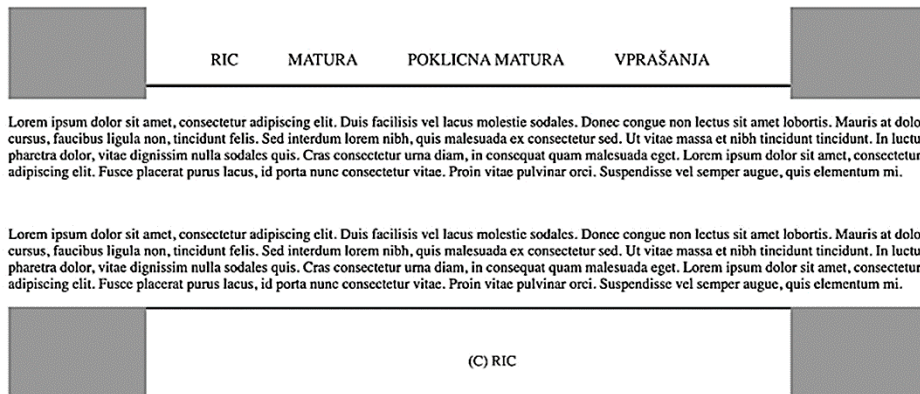 RIC MATURA POKLICNA MATURA VPRAŠANJA
Lorem ipsum dolor sit amet, consectetur adipiscing elit. Duis facilisis vel lacus molestie sodales. Donec congue non lectus sit amet lobortis. Mauris at dolo
cursus, faucibus ligula non, tincidunt felis. Sed interdum lorem nibh, quis malesuada ex consectetur sed. Ut vitae massa et nibh tincidunt tincidunt. In luctu
pharetra dolor, vitae dignissim nulla sodales quis. Cras consectetur urna diam, in consequat quam malesuada eget. Lorem ipsum dolor sit amet, consectetur
adipiscing elit. Fusce placerat purus lacus, id porta nunc consectetur vitae. Proin vitae pulvinar orci. Suspendisse vel semper augue, quis elementum mi.
Lorem ipsum dolor sit amet, consectetur adipiscing elit. Duis facilisis vel lacus molestie sodales. Donec congue non lectus sit amet lobortis. Mauris at dolo
cursus, faucibus ligula non, tincidunt felis. Sed interdum lorem nibh, quis malesuada ex consectetur sed. Ut vitae massa et nibh tincidunt tincidunt. In luctu
pharetra dolor, vitae dignissim nulla sodales quis. Cras consectetur urna diam, in consequat quam malesuada eget. Lorem ipsum dolor sit amet, consectetur
adipiscing elit. Fusce placerat purus lacus, id porta nunc consectetur vitae. Proin vitae pulvinar orci. Suspendisse vel semper augue, quis elementum mi.
(C) RIC